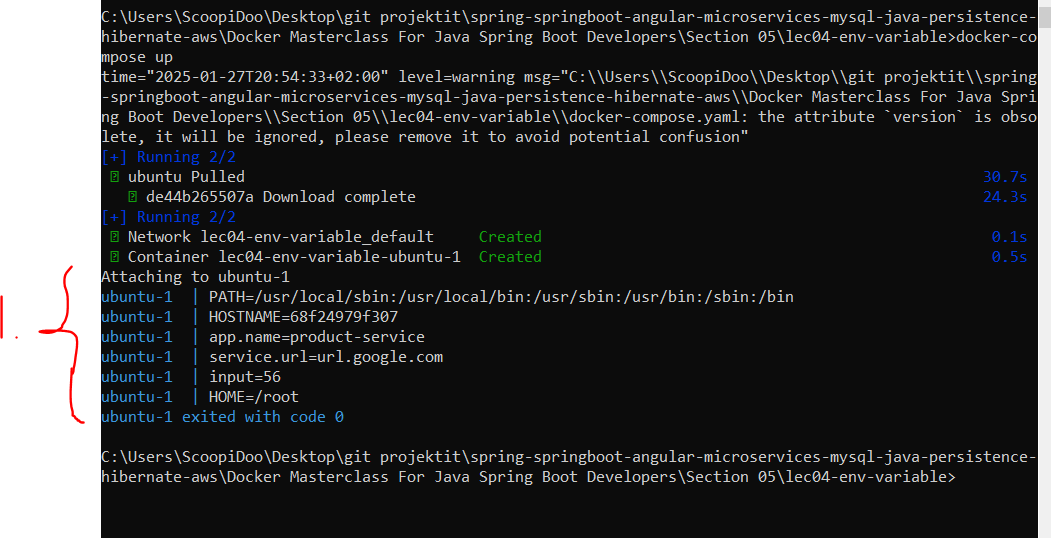 C:\Users\ScoopiDoo\Desktop\git projektit\spring-springboot-angular-microservices-mysql-java-persistence-
hibernate-aws\Docker Masterclass For Java Spring Boot Developers\Section 05\lec04-env-variable>docker-co
mpose up
time="2025-01-27T20:54:33+02:00" level=warning msg="C:\\Users\\ScoopiDoo\\Desktop\\git projektit\\spring
-springboot-angular-microservices-mysql-java-persistence-hibernate-aws\\Docker Masterclass For Java Spri
ng Boot Developers\\Section 05\\lec04-env-variable\\docker-compose.yaml: the attribute `version` is obso
lete, it will be ignored, please remove it to avoid potential confusion"
[+] Running 2/2
ubuntu Pulled 30.7s
de44b265507a Download complete 24.3s
[+] Running 2/2
Network lec04-env-variable_default Created 0.1s
Container lec04-env-variable-ubuntu-1 Created 0.5s
Attaching to ubuntu-1
ubuntu-1 | PATH=/usr/local/sbin:/usr/local/bin:/usr/sbin:/usr/bin:/sbin:/bin
ubuntu-1 | HOSTNAME=68f24979f307
1.
ubuntu-1 | app.name=product-service
ubuntu-1 | service.url=url.google.com
ubuntu-1 | input=56
ubuntu-1 | HOME=/root
ubuntu-1 exited with code 0
C:\Users\ScoopiDoo\Desktop\git projektit\spring-springboot-angular-microservices-mysql-java-persistence-
hibernate-aws\Docker Masterclass For Java Spring Boot Developers\Section 05\lec04-env-variable>